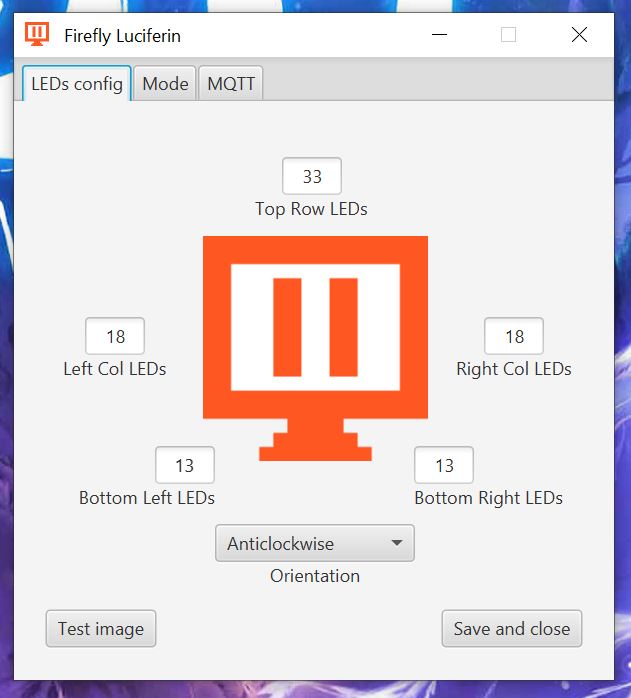 Firefly Luciferin
LEDs config
Mode
MQTT
33
Top Row LEDs
18
Left Col LEDs
18
Right Col LEDs
13
Bottom Left LEDs
13
Bottom Right LEDs
Anticlockwise
Orientation
Test image
Save and close